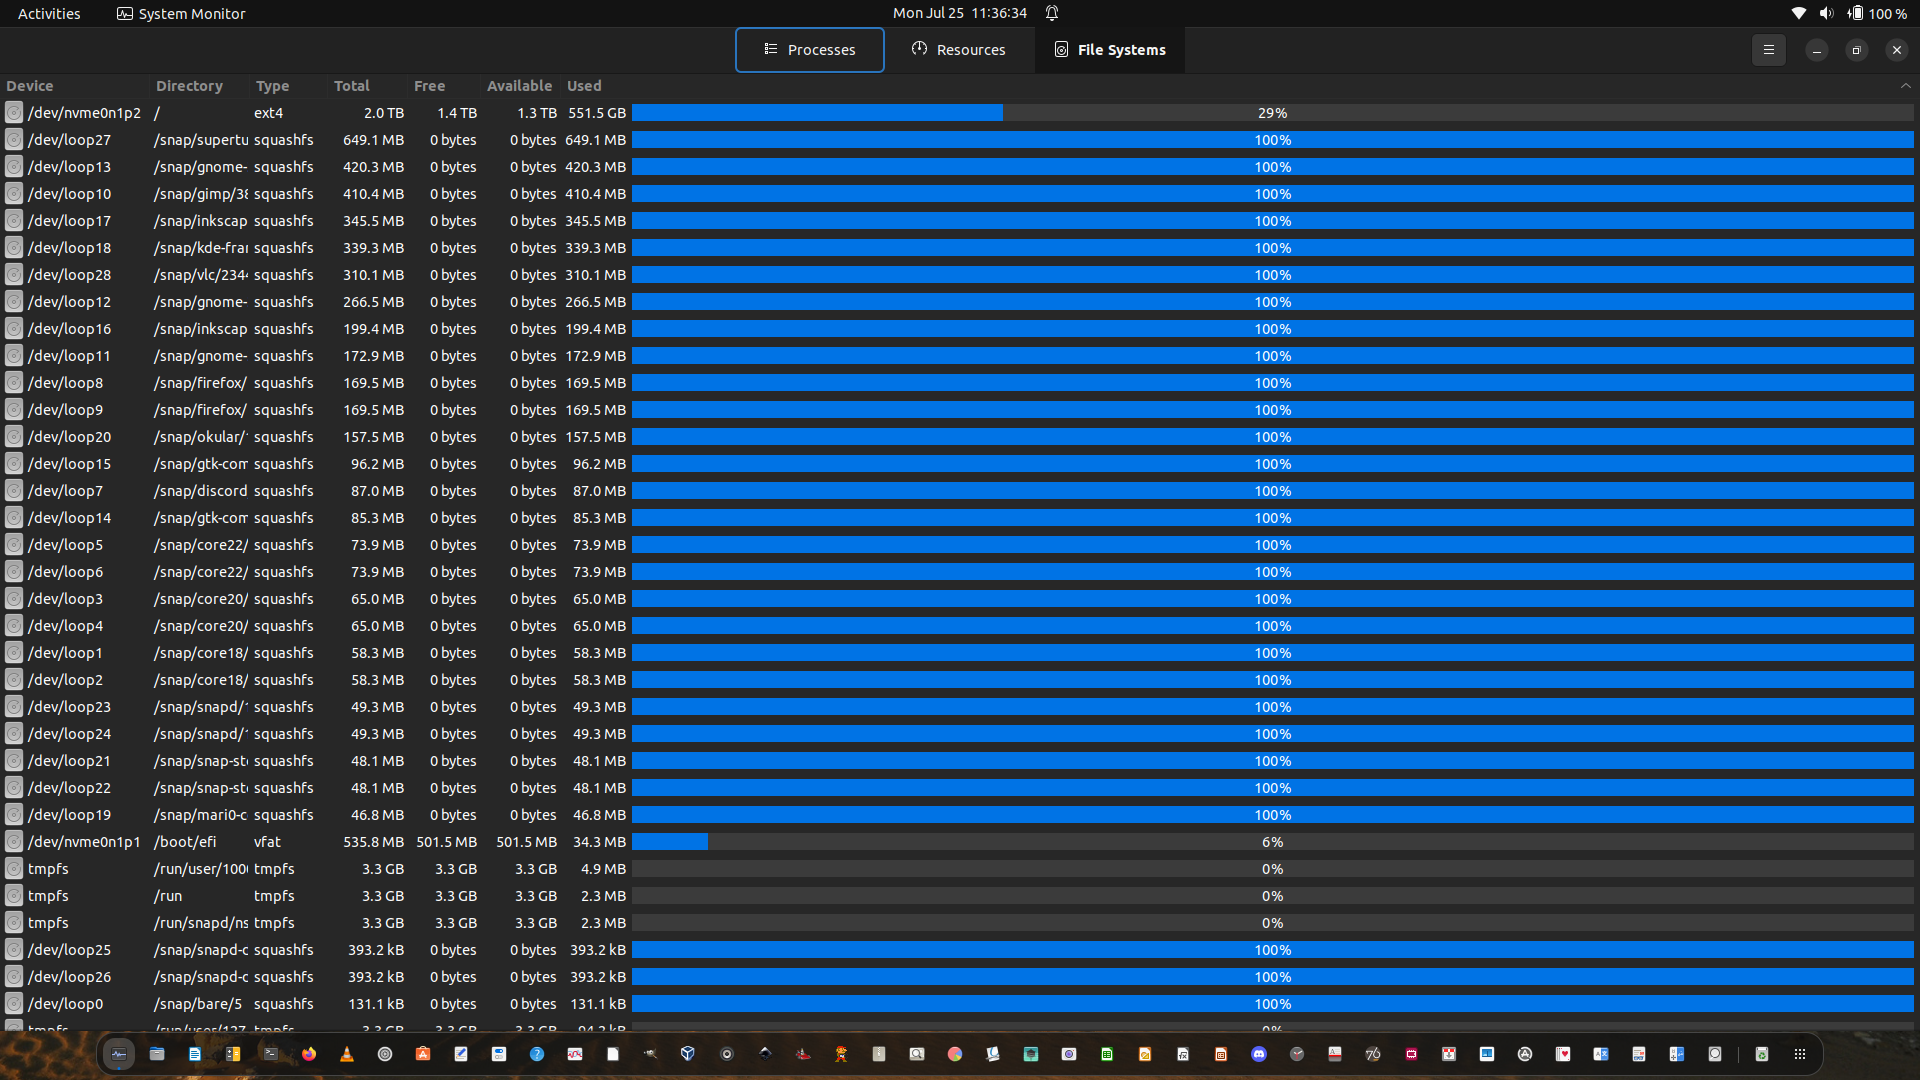 Activities System Monitor Mon Jul 25 11:36:34 100 %
Processes Resources File Systems
Device Directory Type Total Free Available Used
/dev/nvme0n1p2 / ext4 2.0 TB 1.4 TB 1.3 TB 551.5 GB 29%
/dev/loop27 /snap/supertu squashfs 649.1 MB 0 bytes 0 bytes 649.1 MB 100%
/dev/loop13 /snap/gnome- squashfs 420.3 MB 0 bytes 0 bytes 420.3 MB 100%
/dev/loop10 /snap/gimp/38 squashfs 410.4 MB 0 bytes 0 bytes 410.4 MB 100%
/dev/loop17 /snap/inkscap squashfs 345.5 MB 0 bytes 0 bytes 345.5 MB 100%
/dev/loop18 /snap/kde-fra squashfs 339.3 MB 0 bytes 0 bytes 339.3 MB 100%
/dev/loop28 /snap/vlc/2344 squashfs 310.1 MB 0 bytes 0 bytes 310.1 MB 100%
/dev/loop12 /snap/gnome- squashfs 266.5 MB 0 bytes 0 bytes 266.5 MB 100%
/dev/loop16 /snap/inkscap squashfs 199.4 MB 0 bytes 0 bytes 199.4 MB 100%
/dev/loop11 /snap/gnome- squashfs 172.9 MB 0 bytes 0 bytes 172.9 MB 100%
/dev/loop8 /snap/firefox/ squashfs 169.5 MB 0 bytes 0 bytes 169.5 MB 100%
/dev/loop9 /snap/firefox/ squashfs 169.5 MB 0 bytes 0 bytes 169.5 MB 100%
/dev/loop20 /snap/okular/ squashfs 157.5 MB 0 bytes 0 bytes 157.5 MB 100%
/dev/loop15 /snap/gtk-com squashfs 96.2 MB 0 bytes 0 bytes 96.2 MB 100%
/dev/loop7 /snap/discord squashfs 87.0 MB 0 bytes 0 bytes 87.0 MB 100%
/dev/loop14 /snap/gtk-com squashfs 85.3 MB 0 bytes 0 bytes 85.3 MB 100%
/dev/loop5 /snap/core22/ squashfs 73.9 MB 0 bytes 0 bytes 73.9 MB 100%
/dev/loop6 /snap/core22/ squashfs 73.9 MB 0 bytes 0 bytes 73.9 MB 100%
/dev/loop3 /snap/core20/ squashfs 65.0 MB 0 bytes 0 bytes 65.0 MB 100%
/dev/loop4 /snap/core20/ squashfs 65.0 MB 0 bytes 0 bytes 65.0 MB 100%
/dev/loop1 /snap/core18/ squashfs 58.3 MB 0 bytes 0 bytes 58.3 MB 100%
/dev/loop2 /snap/core18/ squashfs 58.3 MB 0 bytes 0 bytes 58.3 MB 100%
/dev/loop23 /snap/snapd/ squashfs 49.3 MB 0 bytes 0 bytes 49.3 MB 100%
/dev/loop24 /snap/snapd/ squashfs 49.3 MB 0 bytes 0 bytes 49.3 MB 100%
/dev/loop21 /snap/snap-st squashfs 48.1 MB 0 bytes 0 bytes 48.1 MB 100%
/dev/loop22 /snap/snap-st squashfs 48.1 MB 0 bytes 0 bytes 48.1 MB 100%
/dev/loop19 /snap/mari0-c squashfs 46.8 MB 0 bytes 0 bytes 46.8 MB 100%
/dev/nvme0n1p1 /boot/efi vfat 535.8 MB 501.5 MB 501.5 MB 34.3 MB 6%
tmpfs /run/user/100 tmpfs 3.3 GB 3.3 GB 3.3 GB 4.9 MB 0%
tmpfs /run tmpfs 3.3 GB 3.3 GB 3.3 GB 2.3 MB 0%
tmpfs /run/snapd/ns tmpfs 3.3 GB 3.3 GB 3.3 GB 2.3 MB 0%
/dev/loop25 /snap/snapd-c squashfs 393.2 kB 0 bytes 0 bytes 393.2 kB 100%
/dev/loop26 /snap/snapd-c squashfs 393.2 kB 0 bytes 0 bytes 393.2 kB 100%
/dev/loop0 /snap/bare/5 squashfs 131.1 kB 0 bytes 0 bytes 131.1 kB 100%
tmpfs /run/user/127 tmpfs 3.3 GB 3.3 GB 3.3 GB 94.2 kB 0%